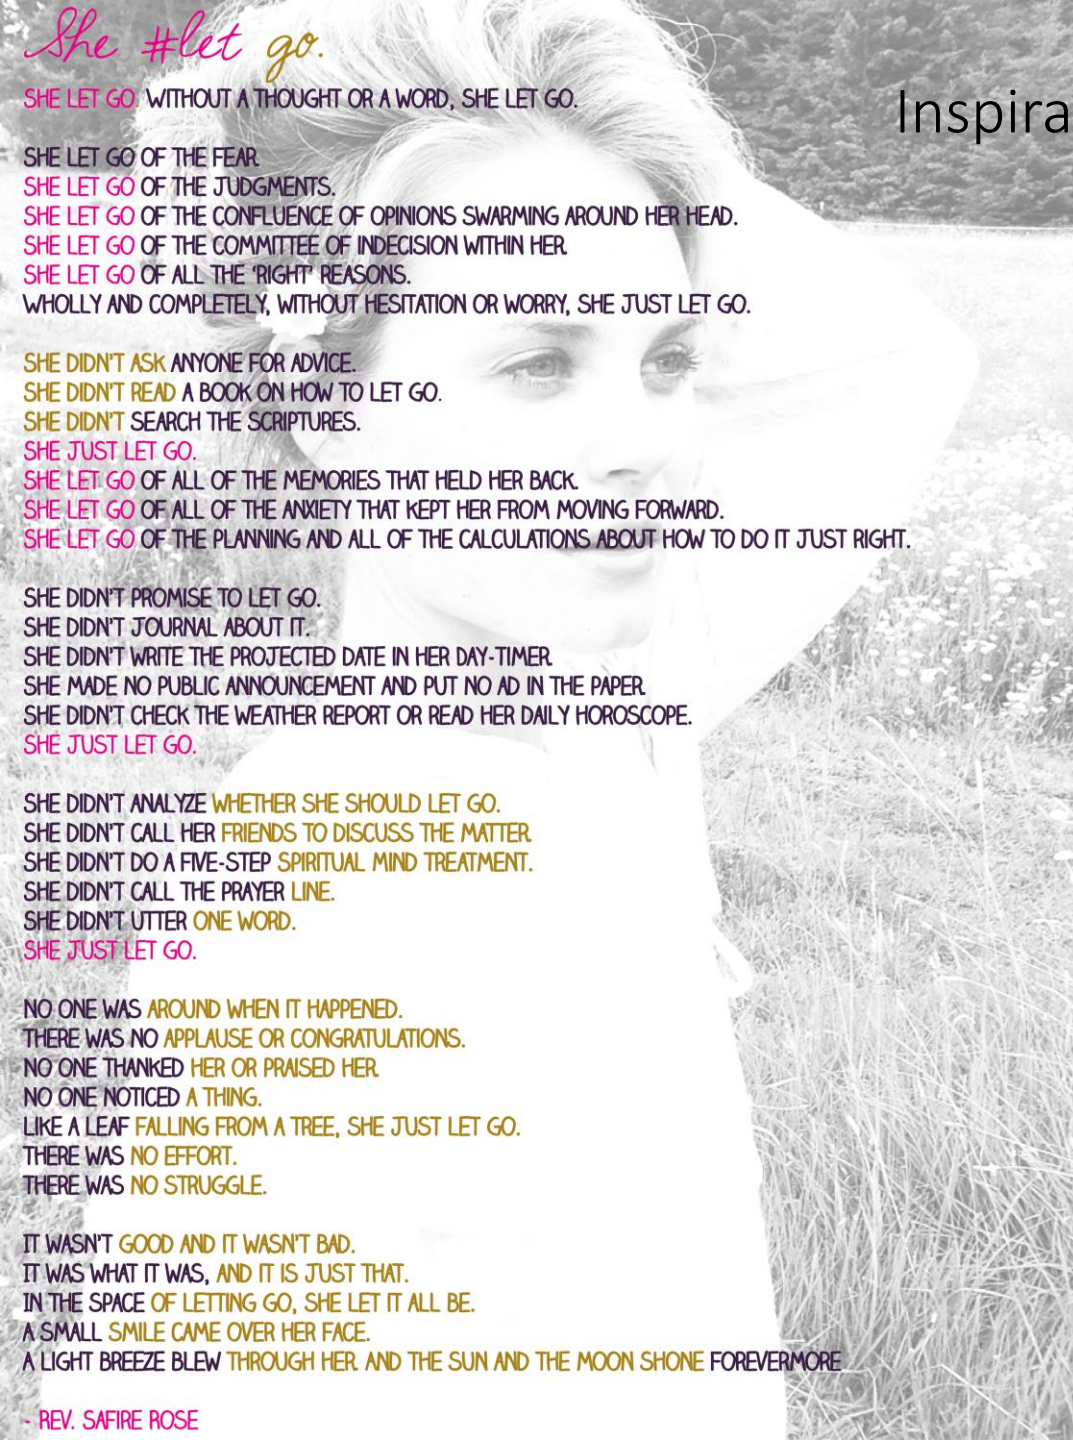 She #let go.
SHE LET GO. WITHOUT A THOUGHT OR A WORD, SHE LET GO.
Inspira
SHE LET GO OF THE FEAR.
SHE LET GO OF THE JUDGMENTS.
SHE LET GO OF THE CONFLUENCE OF OPINIONS SWARMING AROUND HER HEAD.
SHE LET GO OF THE COMMITTEE OF INDECISION WITHIN HER.
SHE LET GO OF ALL THE 'RIGHT' REASONS.
WHOLLY AND COMPLETELY, WITHOUT HESITATION OR WORRY, SHE JUST LET GO.
SHE DIDN'T ASK ANYONE FOR ADVICE.
SHE DIDN'T READ A BOOK ON HOW TO LET GO.
SHE DIDN'T SEARCH THE SCRIPTURES.
SHE JUST LET GO.
SHE LET GO OF ALL OF THE MEMORIES THAT HELD HER BACK.
SHE LET GO OF ALL OF THE ANXIETY THAT KEPT HER FROM MOVING FORWARD.
SHE LET GO OF THE PLANNING AND ALL OF THE CALCULATIONS ABOUT HOW TO DO IT JUST RIGHT.
SHE DIDN'T PROMISE TO LET GO.
SHE DIDN'T JOURNAL ABOUT IT.
SHE DIDN'T WRITE THE PROJECTED DATE IN HER DAY-TIMER.
SHE MADE NO PUBLIC ANNOUNCEMENT AND PUT NO AD IN THE PAPER.
SHE DIDN'T CHECK THE WEATHER REPORT OR READ HER DAILY HOROSCOPE.
SHE JUST LET GO.
SHE DIDN'T ANALYZE WHETHER SHE SHOULD LET GO.
SHE DIDN'T CALL HER FRIENDS TO DISCUSS THE MATTER.
SHE DIDN'T DO A FIVE-STEP SPIRITUAL MIND TREATMENT.
SHE DIDN'T CALL THE PRAYER LINE.
SHE DIDN'T UTTER ONE WORD.
SHE JUST LET GO.
NO ONE WAS AROUND WHEN IT HAPPENED.
THERE WAS NO APPLAUSE OR CONGRATULATIONS.
NO ONE THANKED HER OR PRAISED HER.
NO ONE NOTICED A THING.
LIKE A LEAF FALLING FROM A TREE, SHE JUST LET GO.
THERE WAS NO EFFORT.
THERE WAS NO STRUGGLE.
IT WASN'T GOOD AND IT WASN'T BAD.
IT WAS WHAT IT WAS, AND IT IS JUST THAT.
IN THE SPACE OF LETTING GO, SHE LET IT ALL BE.
A SMALL SMILE CAME OVER HER FACE.
A LIGHT BREEZE BLEW THROUGH HER. AND THE SUN AND THE MOON SHONE FOREVERMORE
- REV. SAFIRE ROSE